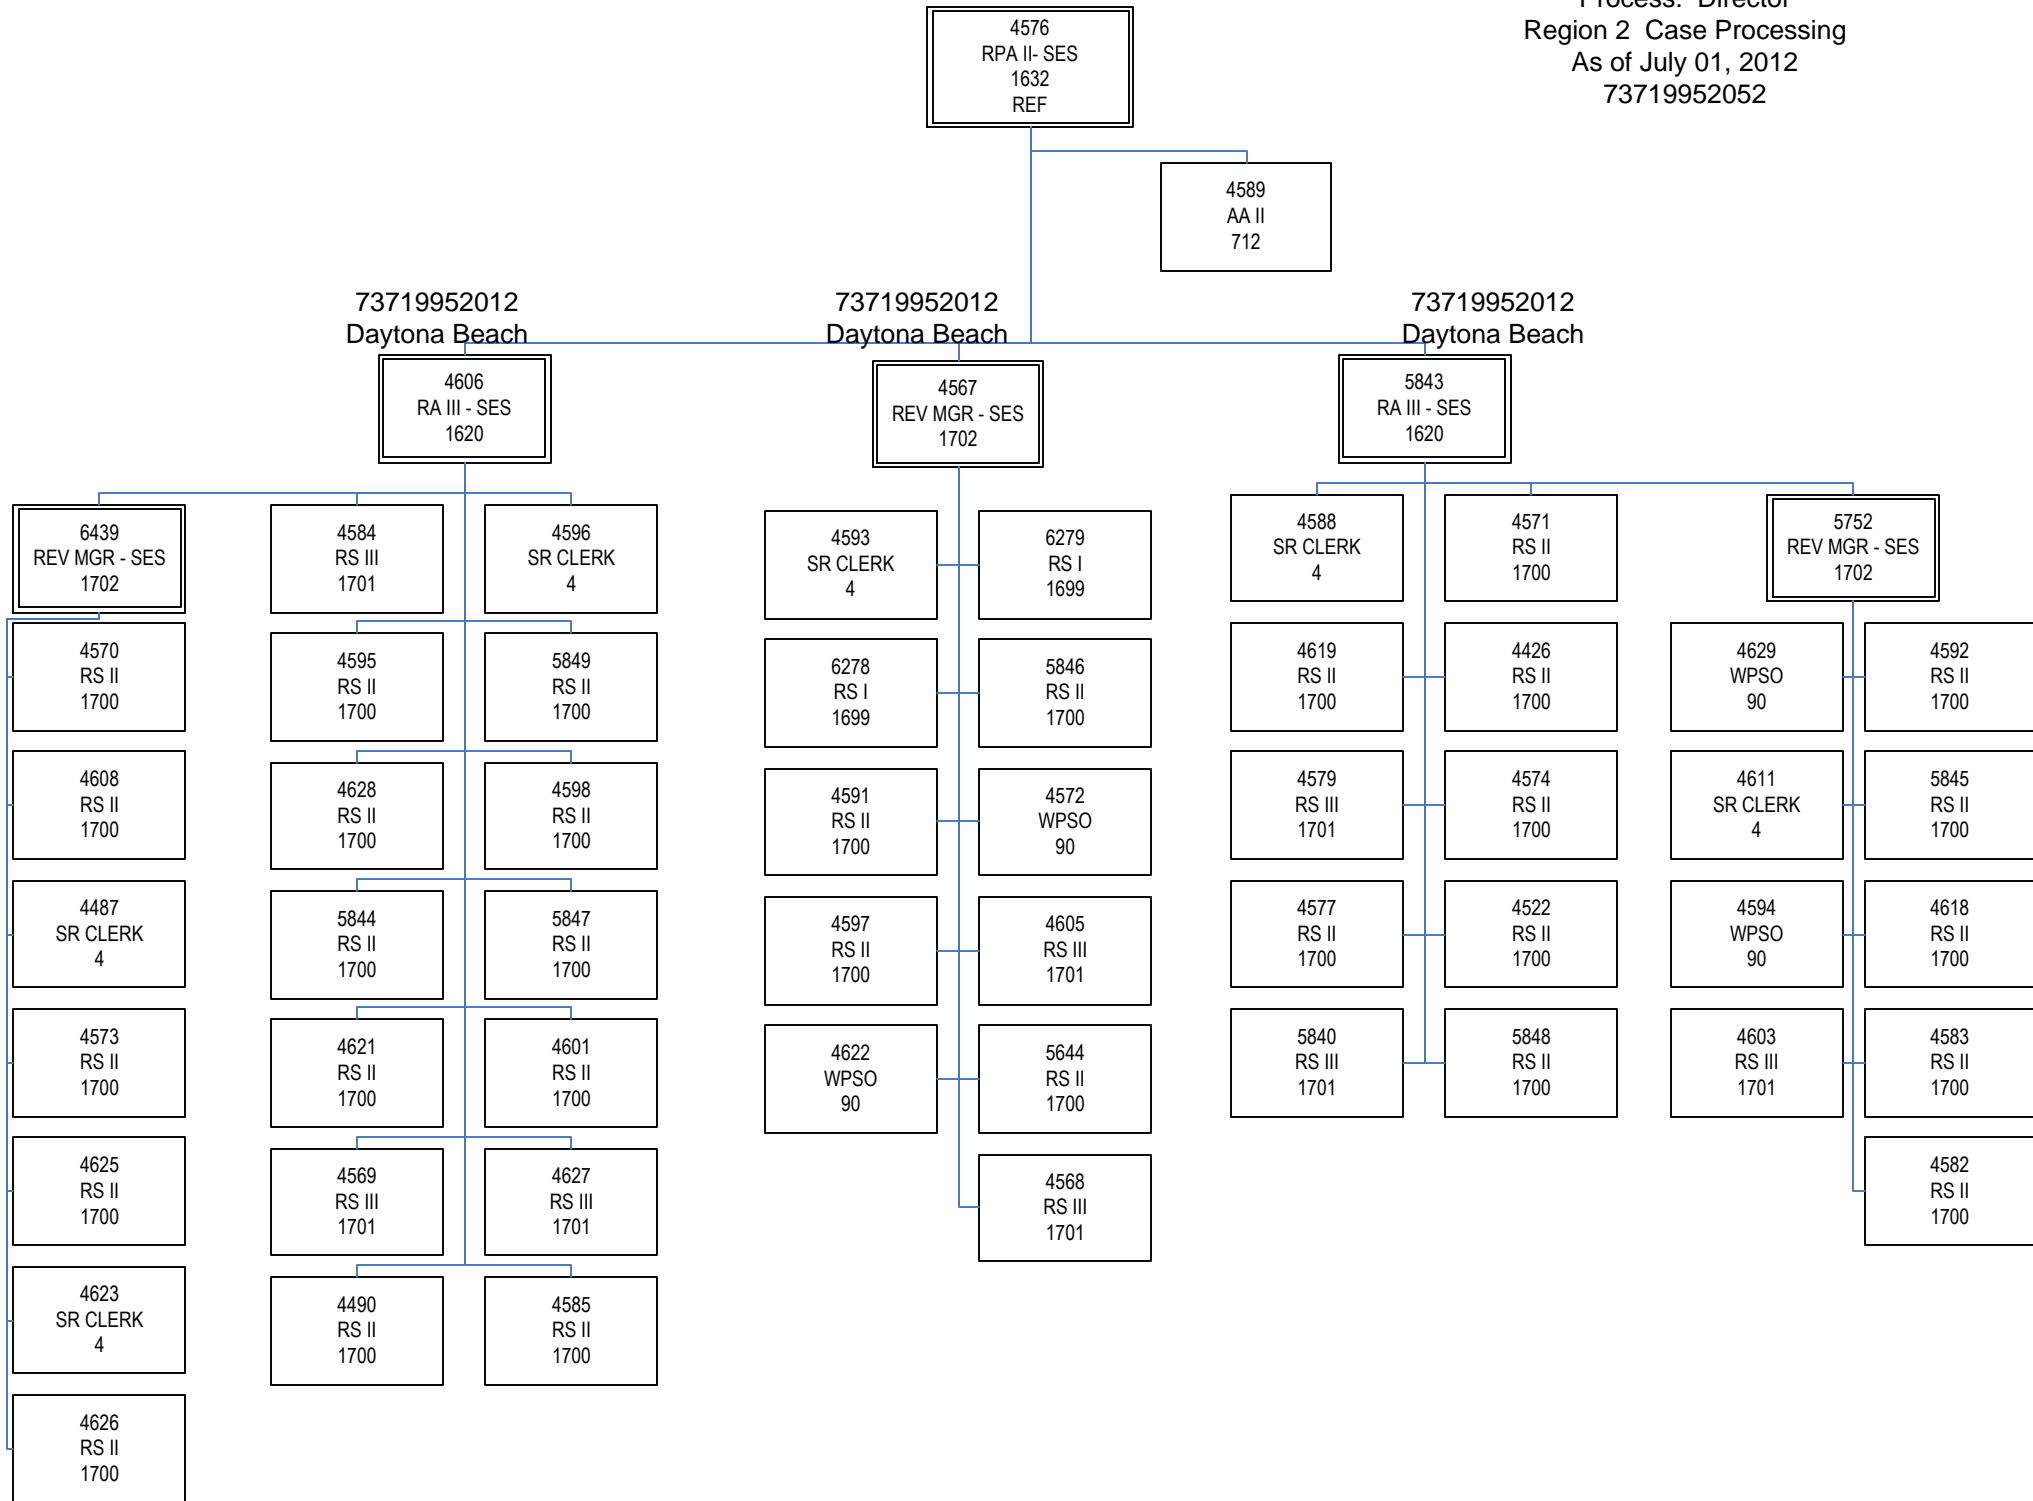 Process: Director
Region 2 Case Processing
As of July 01, 2012
73719952052
4576
RPA II- SES
1632
REF
4589
AA II
712
73719952012
Daytona Beach
4606
RA III - SES
1620
73719952012
Daytona Beach
4567
REV MGR - SES
1702
73719952012
Daytona Beach
5843
RA III - SES
1620
6439
REV MGR - SES
1702
4570
RS II
1700
4608
RS II
1700
4487
SR CLERK
4
4573
RS II
1700
4625
RS II
1700
4623
SR CLERK
4
4626
RS II
1700
4584
RS III
1701
4596
SR CLERK
4
4595
RS II
1700
5849
RS II
1700
4628
RS II
1700
4598
RS II
1700
5844
RS II
1700
5847
RS II
1700
4621
RS II
1700
4601
RS II
1700
4569
RS III
1701
4627
RS III
1701
4490
RS II
1700
4585
RS II
1700
4593
SR CLERK
4
6279
RS I
1699
6278
RS I
1699
5846
RS II
1700
4591
RS II
1700
4572
WPSO
90
4597
RS II
1700
4605
RS III
1701
4622
WPSO
90
5644
RS II
1700
4568
RS III
1701
4588
SR CLERK
4
4571
RS II
1700
4619
RS II
1700
4426
RS II
1700
4579
RS III
1701
4574
RS II
1700
4577
RS II
1700
4522
RS II
1700
5840
RS III
1701
5848
RS II
1700
5752
REV MGR - SES
1702
4629
WPSO
90
4592
RS II
1700
4611
SR CLERK
4
5845
RS II
1700
4594
WPSO
90
4618
RS II
1700
4603
RS III
1701
4583
RS II
1700
4582
RS II
1700